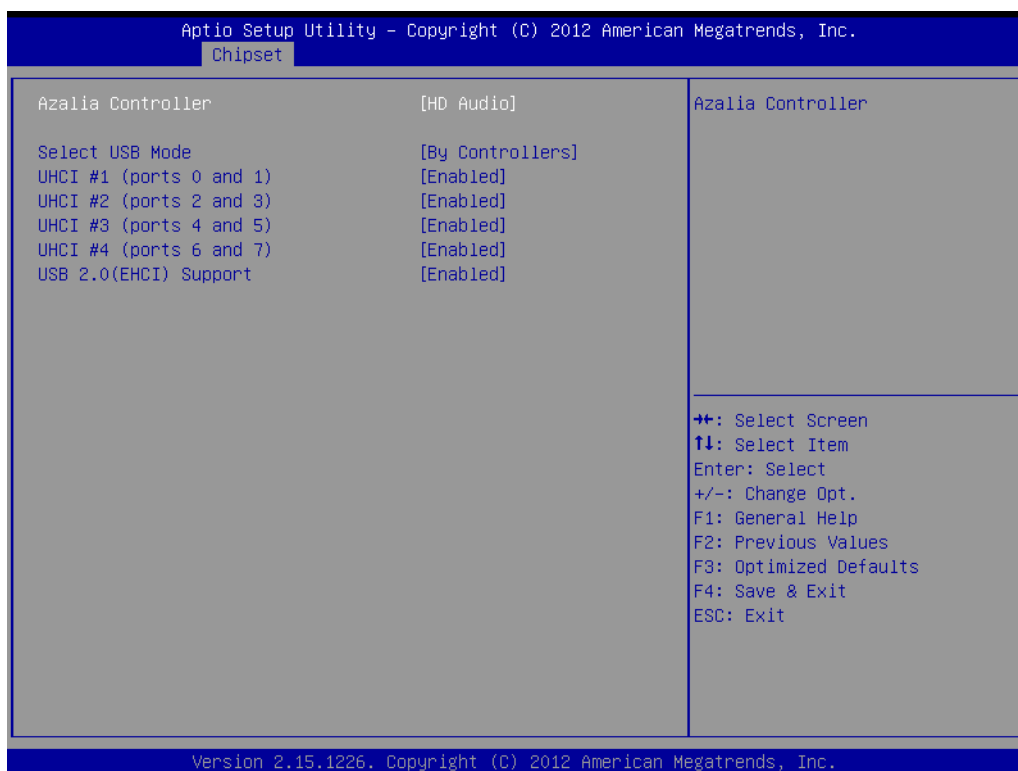 Aptio Setup Utility – Copyright (C) 2012 American Megatrends, Inc.
Chipset
Azalia Controller [HD Audio]
Select USB Mode [By Controllers]
UHCI #1 (ports 0 and 1) [Enabled]
UHCI #2 (ports 2 and 3) [Enabled]
UHCI #3 (ports 4 and 5) [Enabled]
UHCI #4 (ports 6 and 7) [Enabled]
USB 2.0(EHCI) Support [Enabled]
Azalia Controller
→←: Select Screen
↑↓: Select Item
Enter: Select
+/-: Change Opt.
F1: General Help
F2: Previous Values
F3: Optimized Defaults
F4: Save & Exit
ESC: Exit
Version 2.15.1226. Copyright (C) 2012 American Megatrends, Inc.